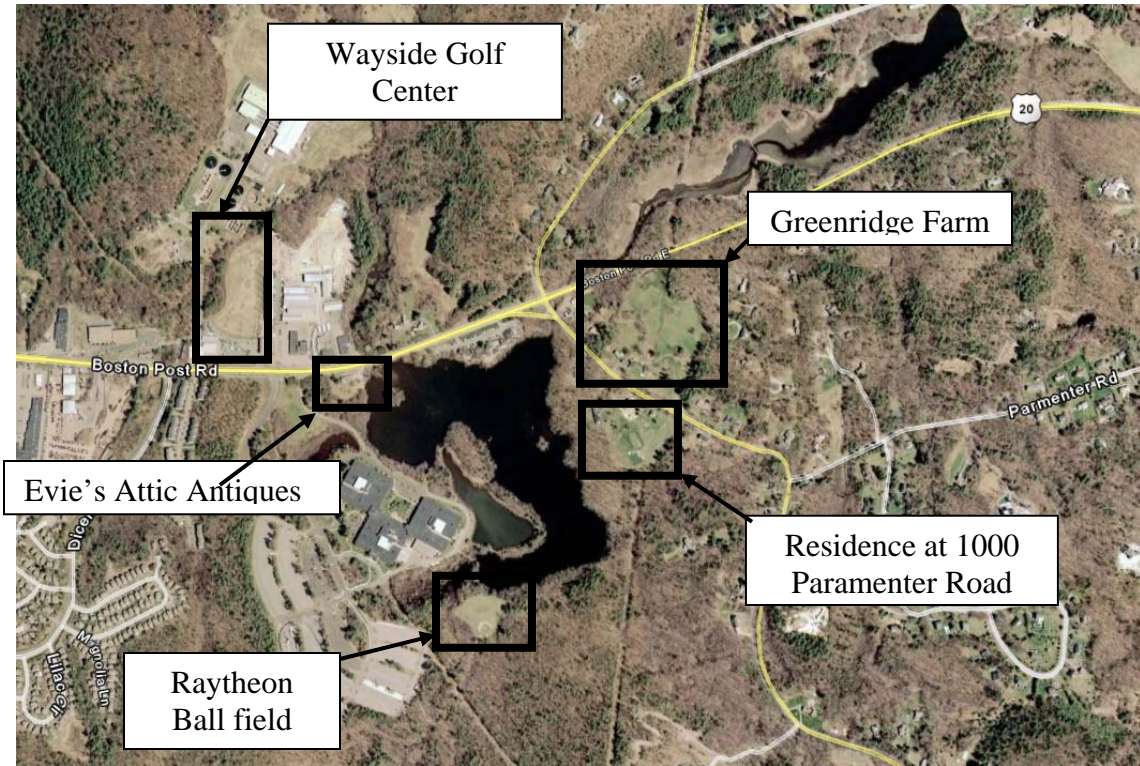 Wayside Golf
Center
20
Greenridge Farm
Boston Post Rd E
Boston Post Rd
Parmenter Rd
Evie's Attic Antiques
Residence at 1000
Paramenter Road
Raytheon
Ball field
Magnolia Ln
Lilac Cir